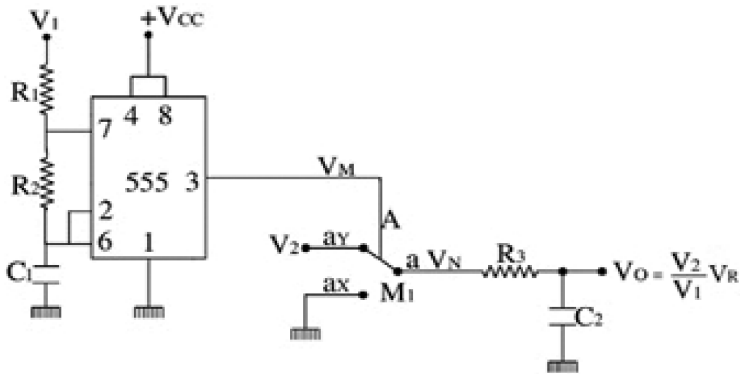 V1
+VCC
R1
4 8
7
R2
555
3
VM
2
6
1
C1
A
V2
aY
a VN
R3
VO = V2/V1 VR
aX
M1
C2